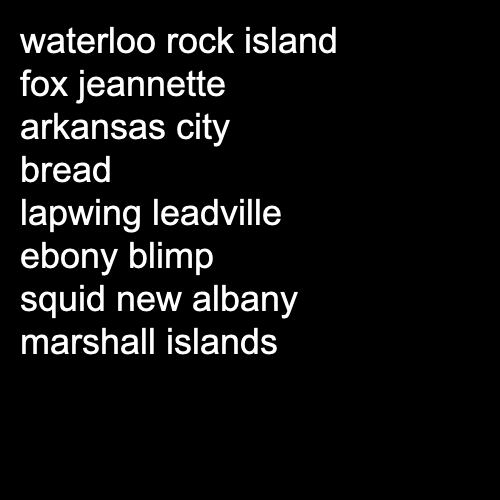 waterloo rock island
fox jeannette
arkansas city
bread
lapwing leadville
ebony blimp
squid new albany
marshall islands